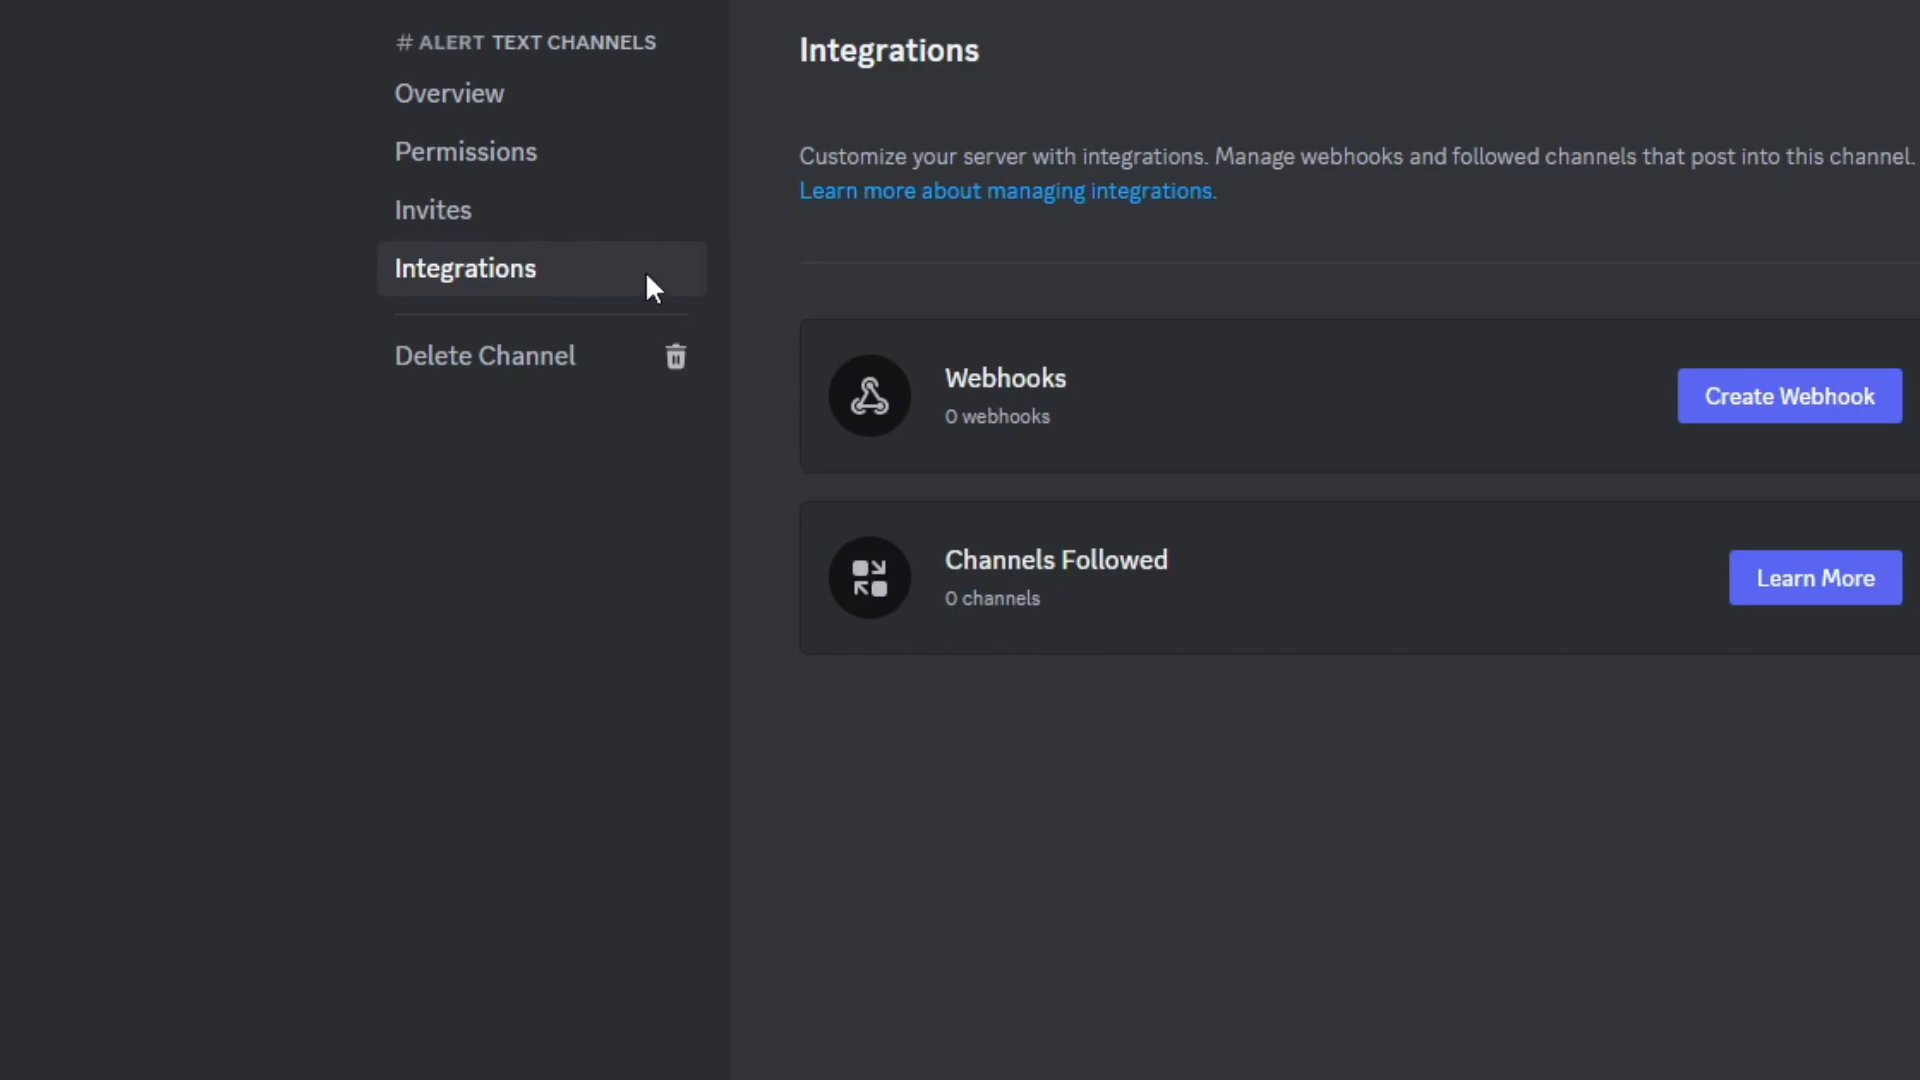 # ALERT TEXT CHANNELS
Overview
Permissions
Invites
Integrations
Delete Channel
Integrations
Customize your server with integrations. Manage webhooks and followed channels that post into this channel.
Learn more about managing integrations.
Webhooks
0 webhooks
Create Webhook
Channels Followed
0 channels
Learn More